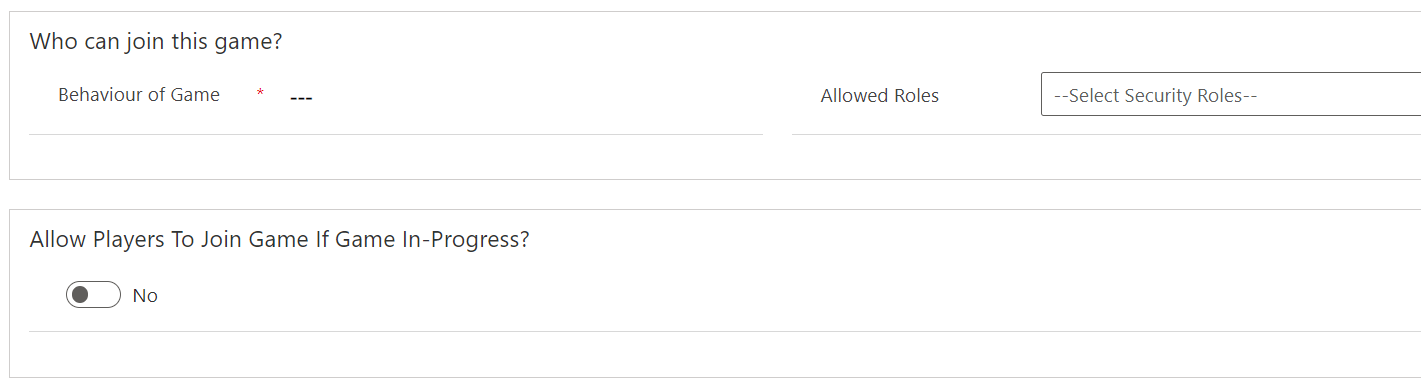 Who can join this game?
Behaviour of Game * ---
Allowed Roles --Select Security Roles--
Allow Players To Join Game If Game In-Progress?
No